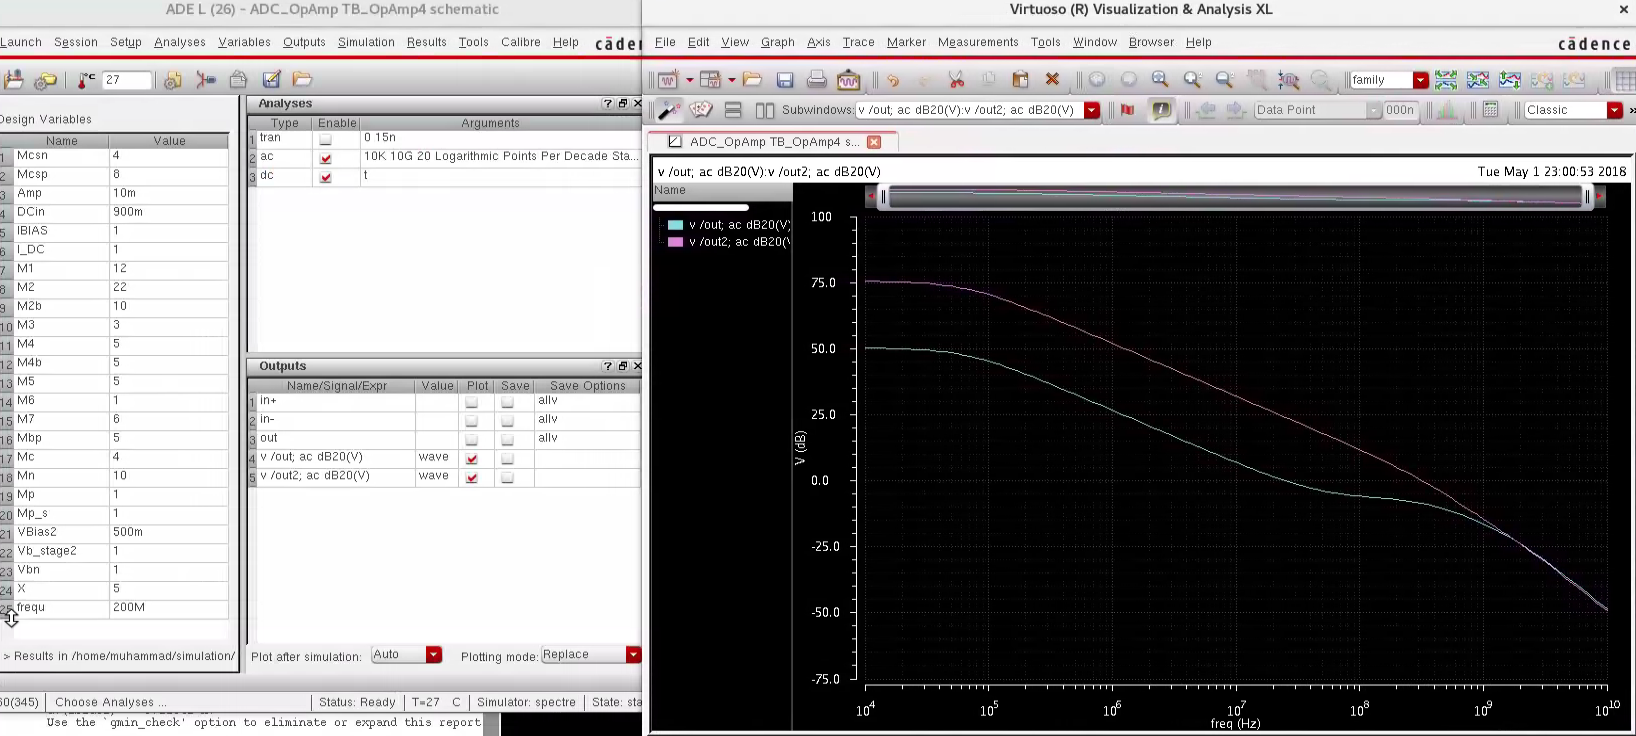 ADE L (26) - ADC_OpAmp TB_OpAmp4 schematic
Launch Session Setup Analyses Variables Outputs Simulation Results Tools Calibre Help
27
Design Variables
Name Value
1 Mcsn 4
2 Mcsp 8
3 Amp 10m
4 DCin 900m
5 IBIAS 1
6 I_DC 1
7 M1 12
8 M2 22
9 M2b 10
10 M3 3
11 M4 5
12 M4b 5
13 M5 5
14 M6 1
15 M7 6
16 Mbp 5
17 Mc 4
18 Mn 10
19 Mp 1
20 Mp_s 1
21 VBias2 500m
22 Vb_stage2 1
23 Vbn 1
24 X 5
25 frequ 200M
> Results in /home/muhammad/simulation/
Analyses
Type Enable Arguments
1 tran 0 15n
2 ac 10K 10G 20 Logarithmic Points Per Decade Sta...
3 dc t
Outputs
Name/Signal/Expr Value Plot Save Save Options
1 in+ allv
2 in- allv
3 out allv
4 v /out; ac dB20(V) wave
5 v /out2; ac dB20(V) wave
Plot after simulation: Auto Plotting mode: Replace
60(345) Choose Analyses ... Status: Ready T=27 C Simulator: spectre State: sta
Use the `gmin_check' option to eliminate or expand this report.
Virtuoso (R) Visualization & Analysis XL
File Edit View Graph Axis Trace Marker Measurements Tools Window Browser Help
cādence
family
Subwindows: v /out; ac dB20(V):v /out2; ac dB20(V) Data Point 000n Classic
ADC_OpAmp TB_OpAmp4 s...
v /out; ac dB20(V):v /out2; ac dB20(V) Tue May 1 23:00:53 2018
Name
v /out; ac dB20(V)
v /out2; ac dB20(V
V (dB)
100
75.0
50.0
25.0
0.0
-25.0
-50.0
-75.0
10^4 10^5 10^6 10^7 10^8 10^9 10^10
freq (Hz)